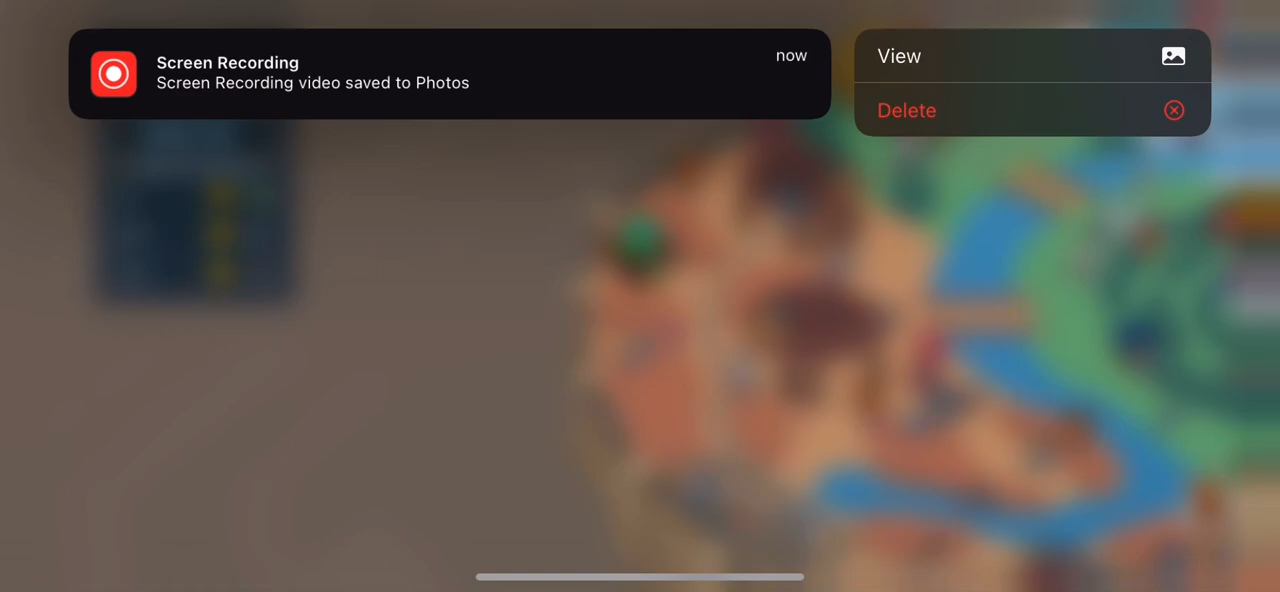 Screen Recording
now
Screen Recording video saved to Photos
View
Delete